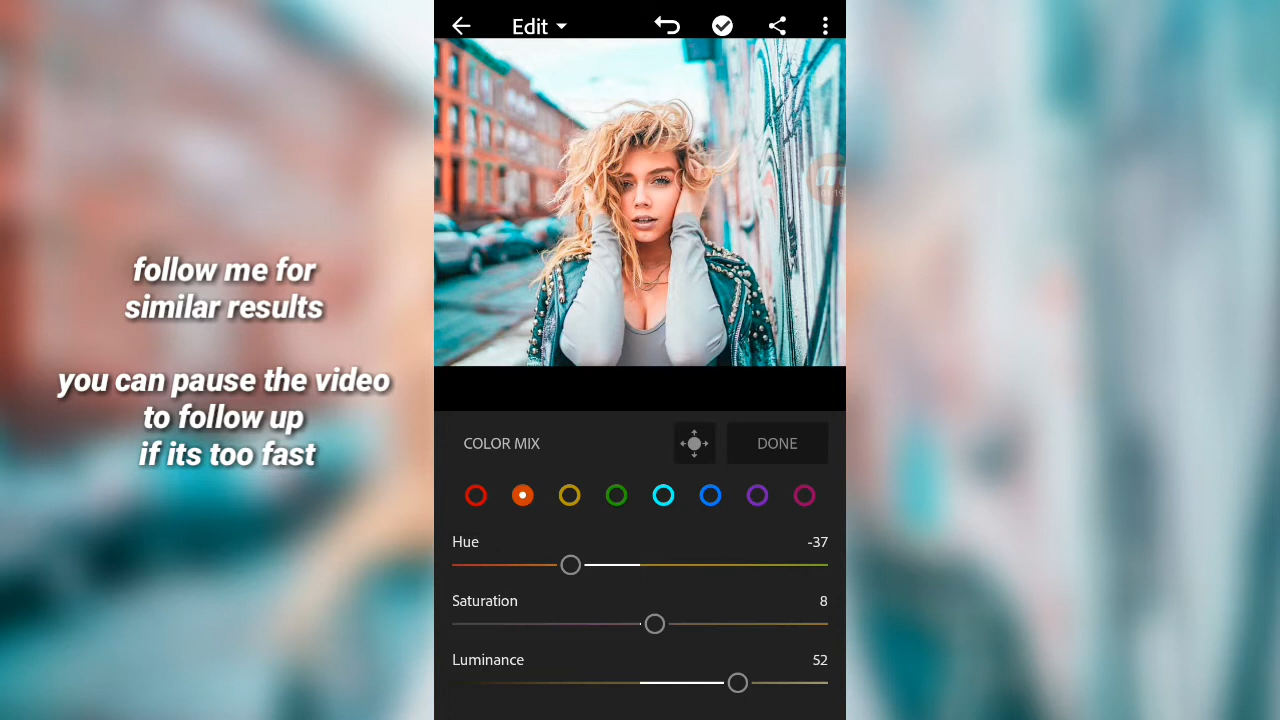 Edit
follow me for
similar results
you can pause the video
to follow up
if its too fast
COLOR MIX
DONE
Hue -37
Saturation 8
Luminance 52